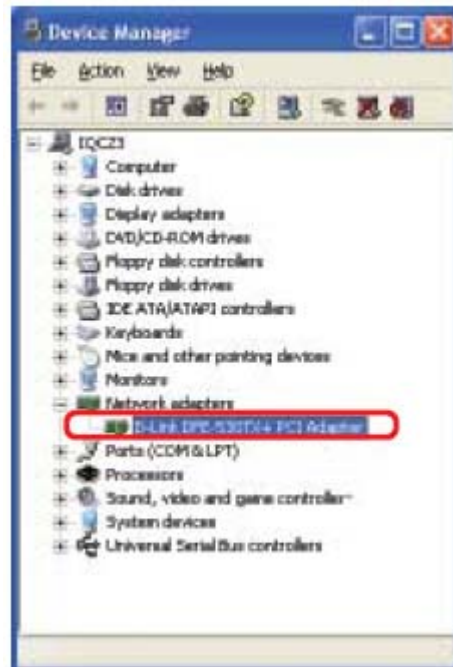 Device Manager
File Action View Help
IQCZ3
Computer
Disk drives
Display adapters
DVD/CD-ROM drives
Floppy disk controllers
Floppy disk drives
IDE ATA/ATAPI controllers
Keyboards
Mice and other pointing devices
Monitors
Network adapters
D-Link DFE-530TX+ PCI Adapter
Ports (COM & LPT)
Processors
Sound, video and game controller
System devices
Universal Serial Bus controllers